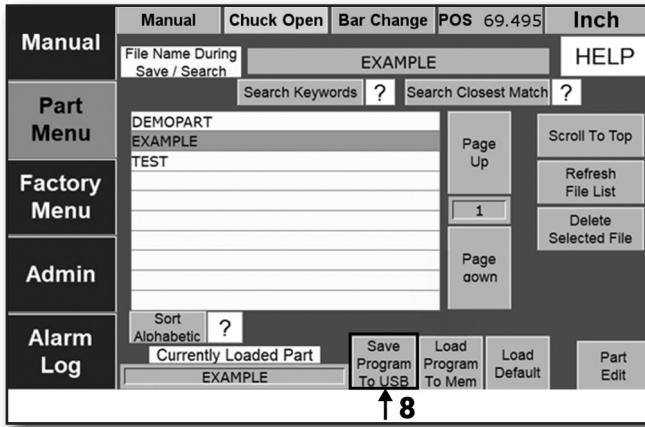 Manual
Chuck Open
Bar Change
POS 69.495
Inch
Manual
File Name During
Save / Search
EXAMPLE
HELP
Search Keywords
?
Search Closest Match
?
Part
Menu
DEMOPART
EXAMPLE
TEST
Page
Up
1
Page
down
Scroll To Top
Refresh
File List
Delete
Selected File
Factory
Menu
Admin
Sort
Alphabetic
?
Alarm
Log
Currently Loaded Part
EXAMPLE
Save
Program
To USB
Load
Program
To Mem
Load
Default
Part
Edit
8